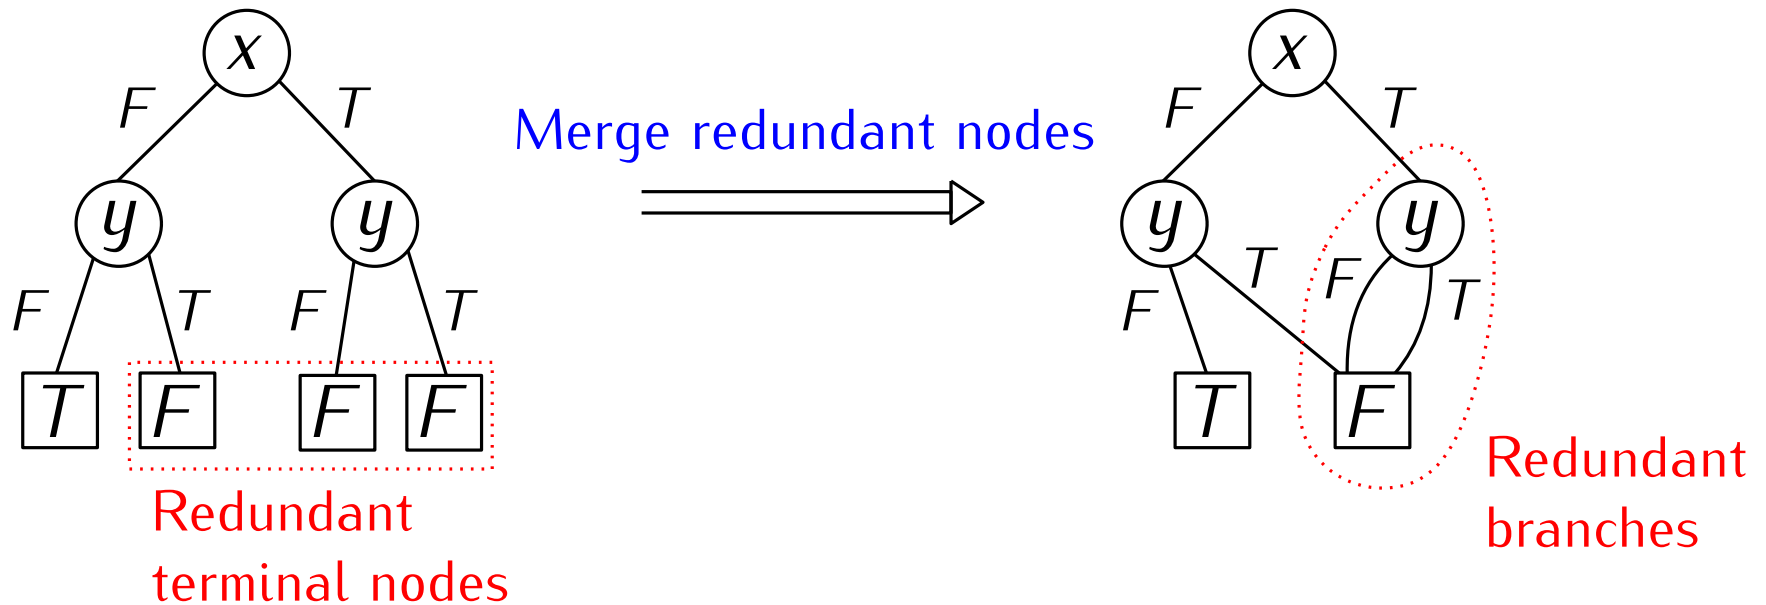 x
x
F
T
Merge redundant nodes
F
T
y
y
y
y
F
T
F
T
F
T
F
T
T
F
F
F
T
F
Redundant
terminal nodes
Redundant
branches